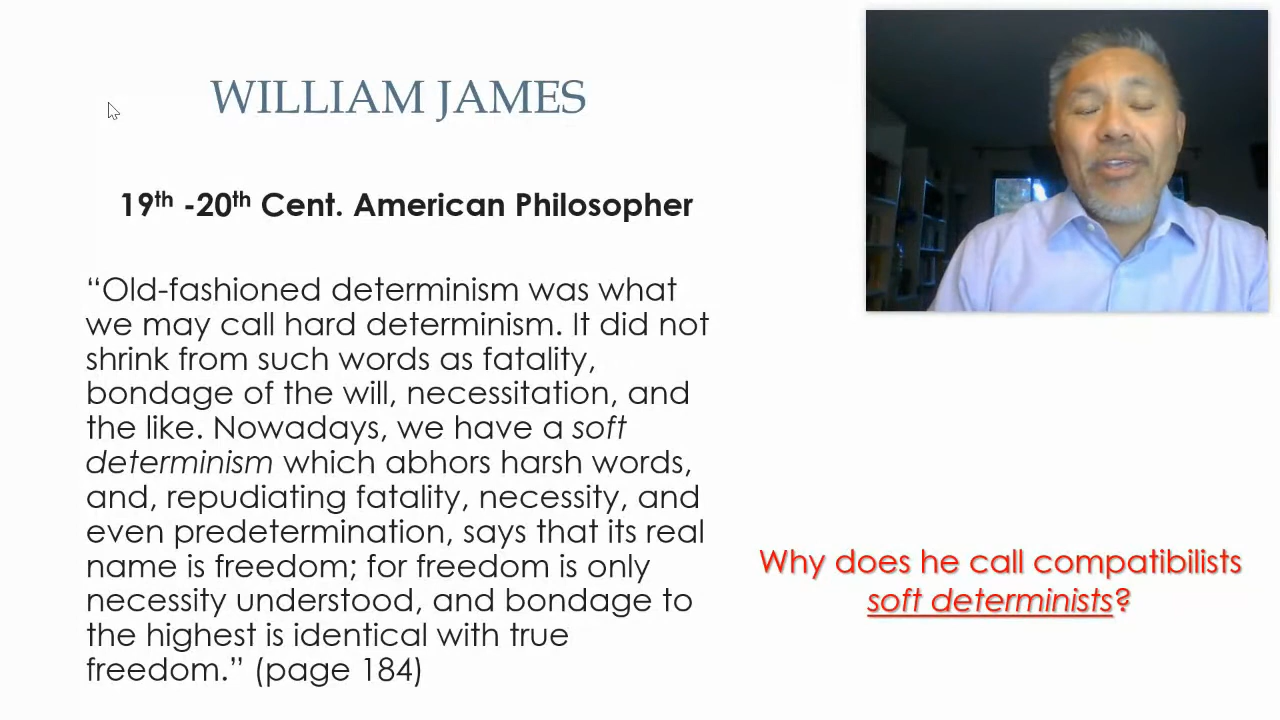 WILLIAM JAMES
19th -20th Cent. American Philosopher
“Old-fashioned determinism was what
we may call hard determinism. It did not
shrink from such words as fatality,
bondage of the will, necessitation, and
the like. Nowadays, we have a soft
determinism which abhors harsh words,
and, repudiating fatality, necessity, and
even predetermination, says that its real
name is freedom; for freedom is only
necessity understood, and bondage to
the highest is identical with true
freedom.” (page 184)
Why does he call compatibilists
soft determinists?